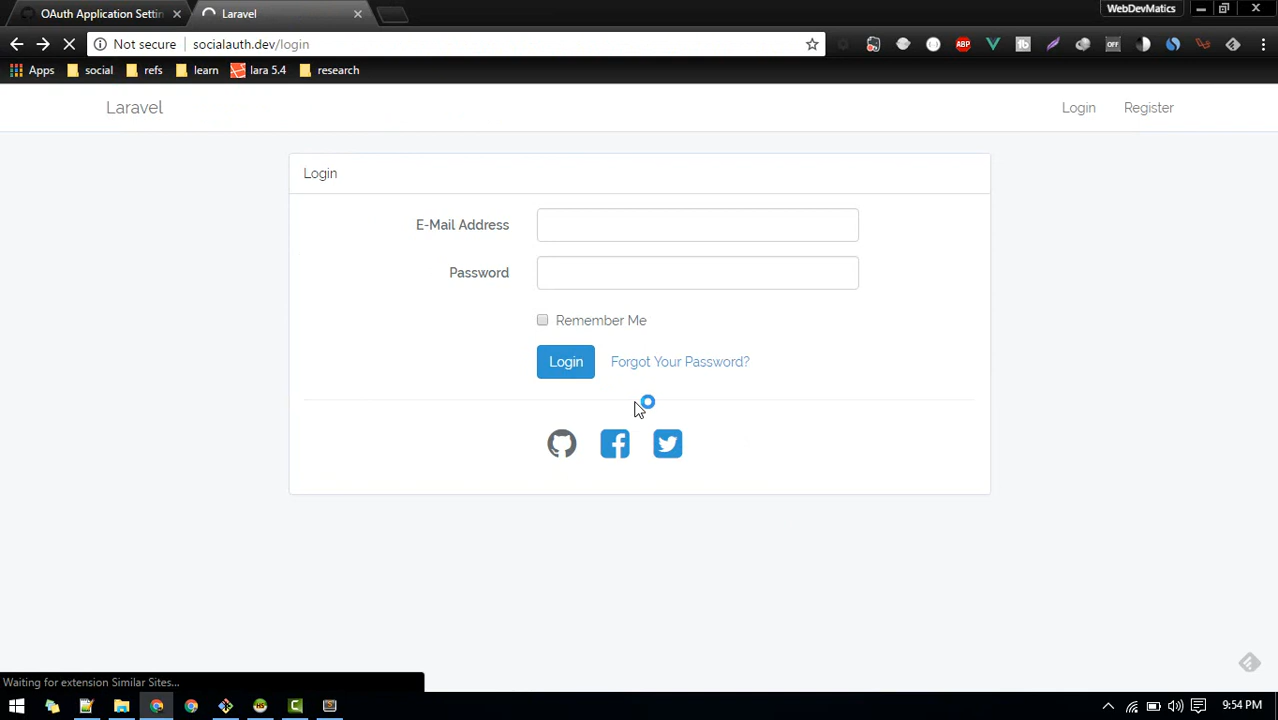 OAuth Application Settin
Laravel
WebDevMatics
Not secure
socialauth.dev/login
ABP
OFF
Apps
social
refs
learn
lara 5.4
research
Laravel
Login
Register
Login
E-Mail Address
Password
Remember Me
Login
Forgot Your Password?
Waiting for extension Similar Sites...
9:54 PM